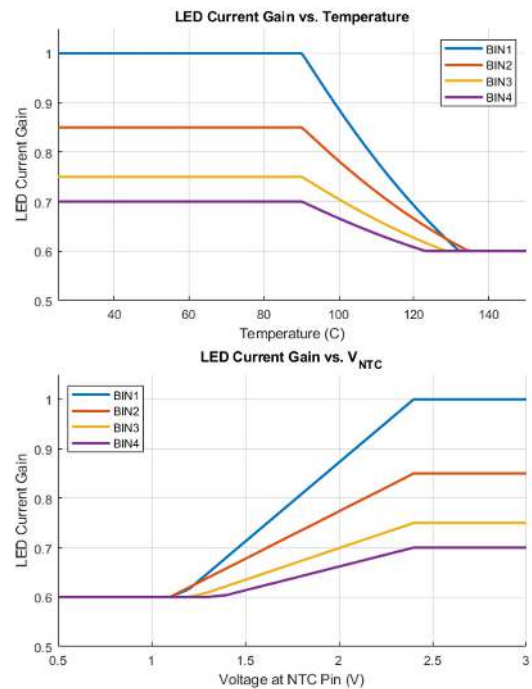 LED Current Gain vs. Temperature
1
0.9
0.8
0.7
0.6
0.5
LED Current Gain
BIN1
BIN2
BIN3
BIN4
40 60 80 100 120 140
Temperature (C)
LED Current Gain vs. V_NTC
1
0.9
0.8
0.7
0.6
0.5
LED Current Gain
BIN1
BIN2
BIN3
BIN4
0.5 1 1.5 2 2.5 3
Voltage at NTC Pin (V)